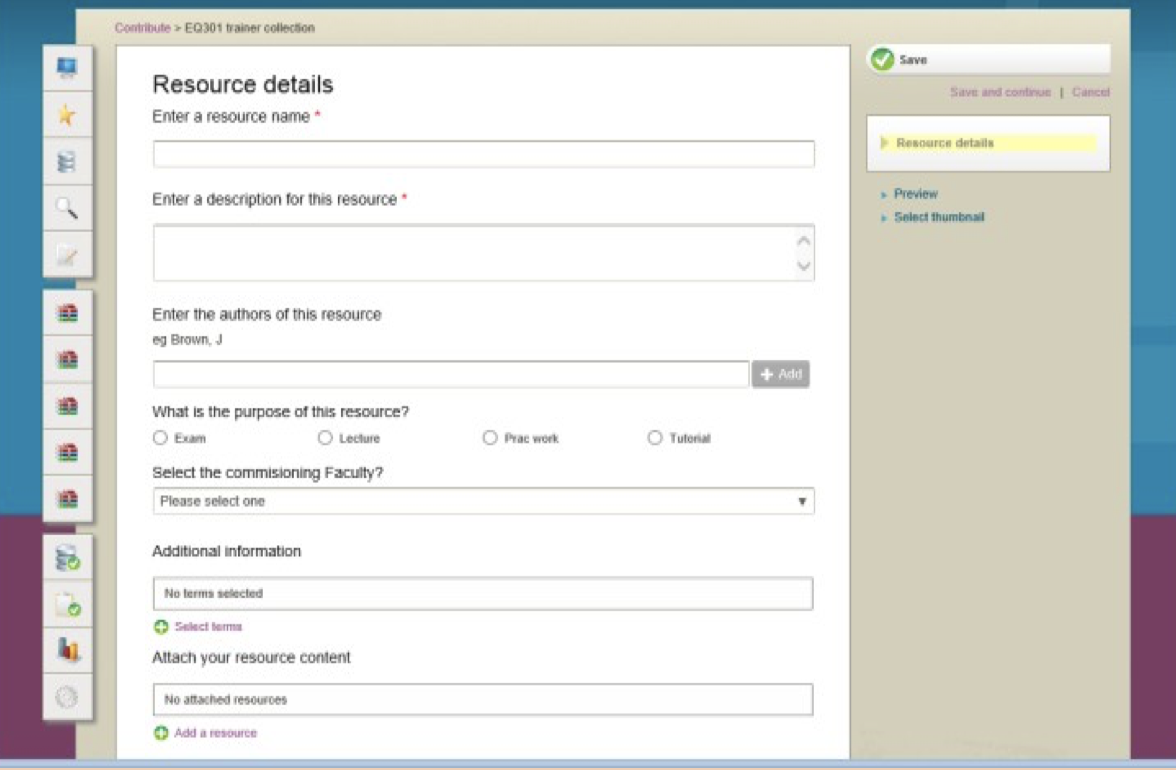 Contribute > EQ301 trainer collection
Resource details
Enter a resource name *
Enter a description for this resource *
Enter the authors of this resource
eg Brown, J
+ Add
What is the purpose of this resource?
Exam Lecture Prac work Tutorial
Select the commisioning Faculty?
Please select one
Additional information
No terms selected
Select terms
Attach your resource content
No attached resources
Add a resource
Save
Save and continue | Cancel
Resource details
Preview
Select thumbnail